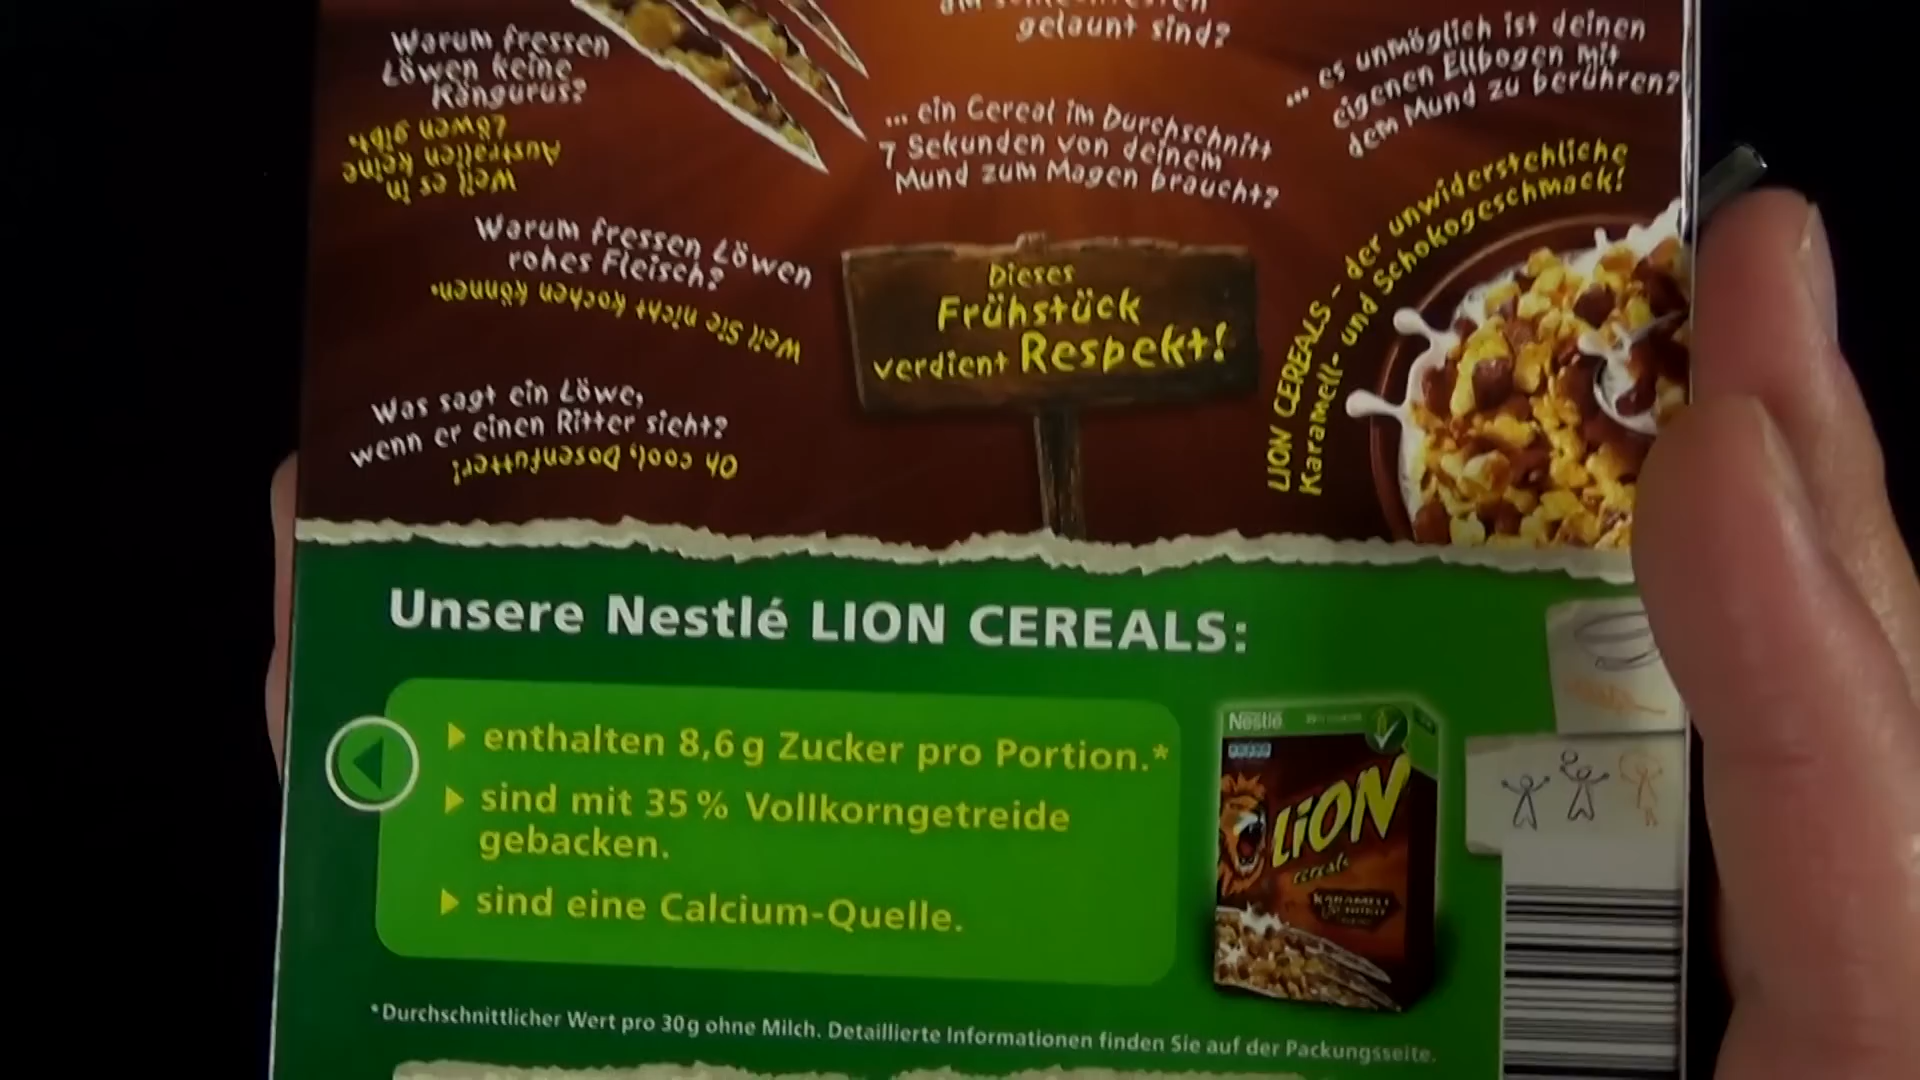 Warum fressen
Löwen keine
Kängurus?
Weil es in
Australien keine
Löwen gibt.
Warum fressen Löwen
rohes Fleisch?
Weil Sie nicht kochen können.
Was sagt ein Löwe,
wenn er einen Ritter sieht?
Oh cool, Dosenfutter!
gelaunt sind?
... ein Cereal im Durchschnitt
7 Sekunden von deinem
Mund zum Magen braucht?
... es unmöglich ist deinen
eigenen Ellbogen mit
dem Mund zu berühren?
Dieses
Frühstück
verdient Respekt!
LION CEREALS – der unwiderstehliche
Karamell- und Schokogeschmack!
Unsere Nestlé LION CEREALS:
enthalten 8,6 g Zucker pro Portion.*
sind mit 35 % Vollkorngetreide
gebacken.
sind eine Calcium-Quelle.
Nestlé
LION
cereals
KARAMELL
*Durchschnittlicher Wert pro 30 g ohne Milch. Detaillierte Informationen finden Sie auf der Packungsseite.